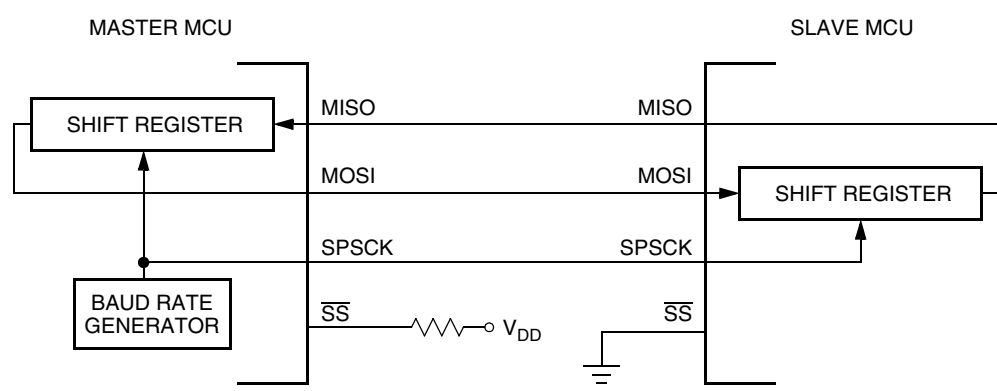 MASTER MCU
SLAVE MCU
SHIFT REGISTER
MISO
MISO
MOSI
MOSI
SHIFT REGISTER
SPSCK
SPSCK
BAUD RATE
GENERATOR
SS
VDD
SS